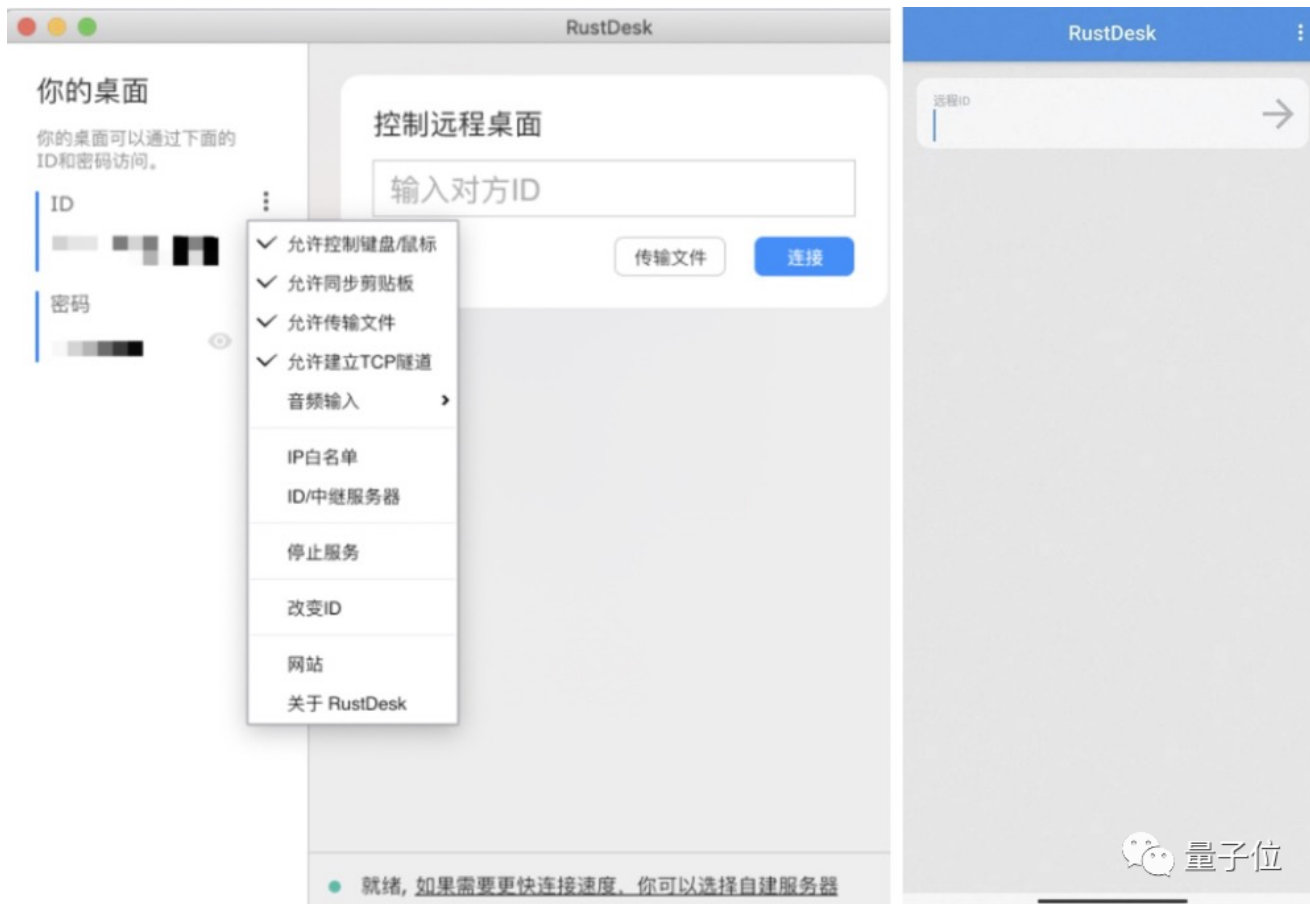 RustDesk
你的桌面
你的桌面可以通过下面的
ID和密码访问。
ID
密码
允许控制键盘/鼠标
允许同步剪贴板
允许传输文件
允许建立TCP隧道
音频输入
IP白名单
ID/中继服务器
停止服务
改变ID
网站
关于 RustDesk
控制远程桌面
输入对方ID
传输文件
连接
就绪, 如果需要更快连接速度，你可以选择自建服务器
RustDesk
远程ID
量子位